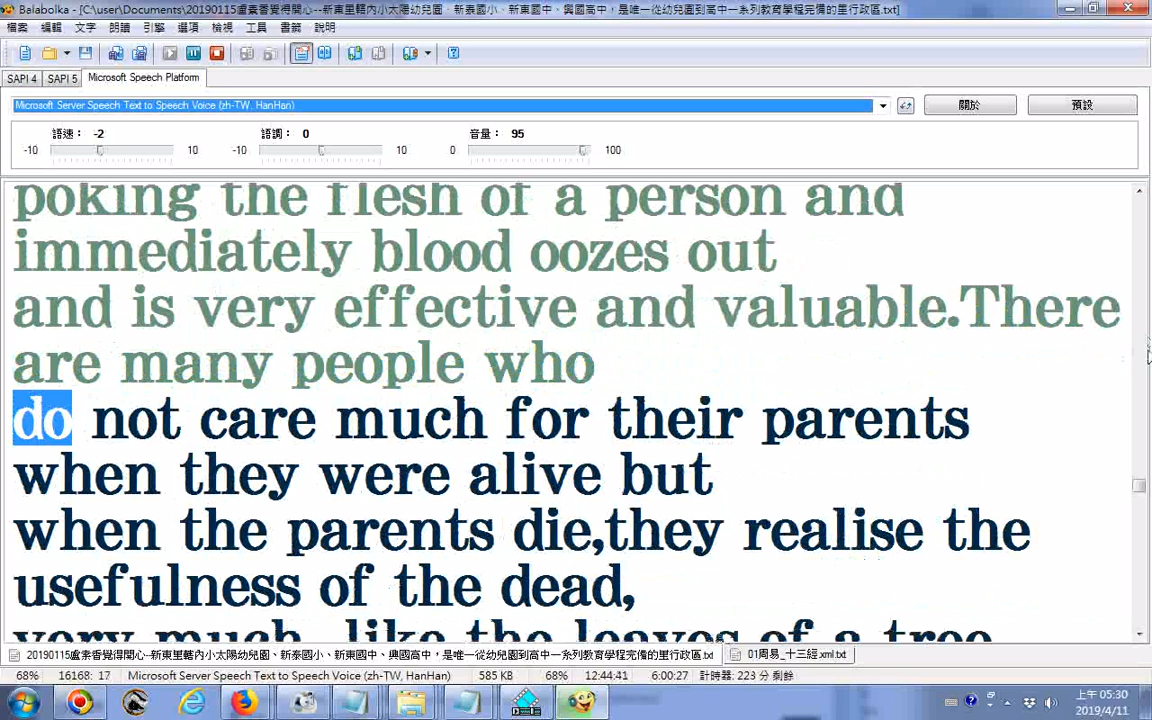 Balabolka - [C:\user\Documents\20190115盧素香覺得開心--新東里轄內小太陽幼兒園、新泰國小、新東國中、興國高中，是唯一從幼兒園到高中一系列教育學程完備的里行政區.txt]
檔案 編輯 文字 朗讀 引擎 選項 檢視 工具 書籤 說明
SAPI 4 SAPI 5 Microsoft Speech Platform
Microsoft Server Speech Text to Speech Voice (zh-TW, HanHan)
關於 預設
語速： -2 語調： 0 音量： 95
-10 10 -10 10 0 100
poking the flesh of a person and
immediately blood oozes out
and is very effective and valuable.There
are many people who
do not care much for their parents
when they were alive but
when the parents die,they realise the
usefulness of the dead,
very much like the leaves of a tree
20190115盧素香覺得開心--新東里轄內小太陽幼兒園、新泰國小、新東國中、興國高中，是唯一從幼兒園到高中一系列教育學程完備的里行政區.txt 01周易_十三經.xml.txt
68% 16168: 17 Microsoft Server Speech Text to Speech Voice (zh-TW, HanHan) 585 KB 68% 12:44:41 6:00:27 計時器: 223 分 剩餘
上午 05:30
2019/4/11